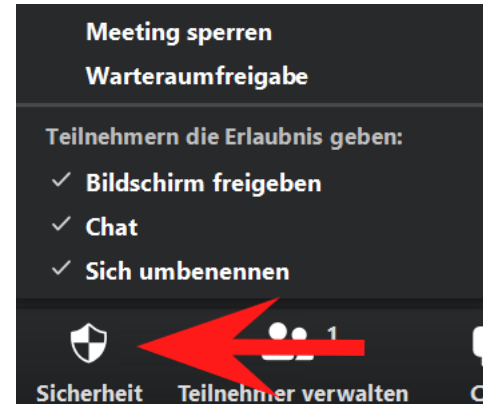 Meeting sperren
Warteraumfreigabe
Teilnehmern die Erlaubnis geben:
Bildschirm freigeben
Chat
Sich umbenennen
1
Sicherheit Teilnehmer verwalten